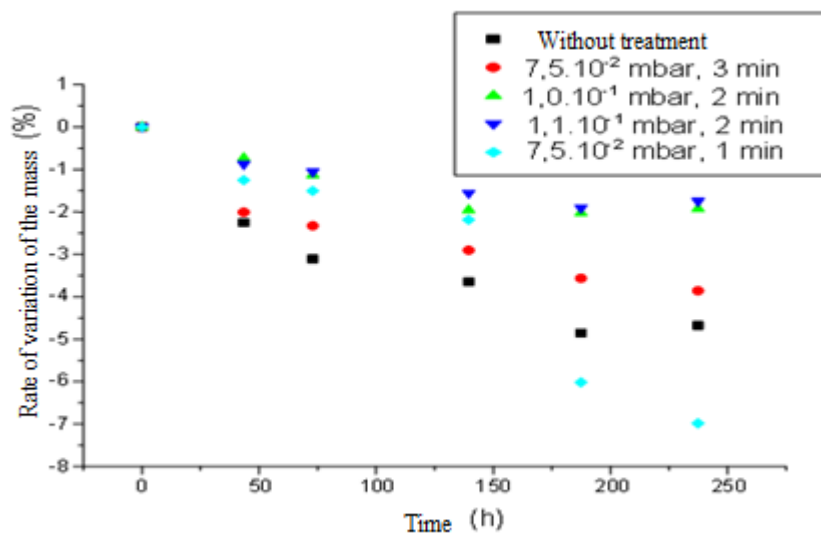 Without treatment
7,5.10⁻² mbar, 3 min
1,0.10⁻¹ mbar, 2 min
1,1.10⁻¹ mbar, 2 min
7,5.10⁻² mbar, 1 min
Rate of variation of the mass (%)
1
0
-1
-2
-3
-4
-5
-6
-7
-8
0 50 100 150 200 250
Time (h)